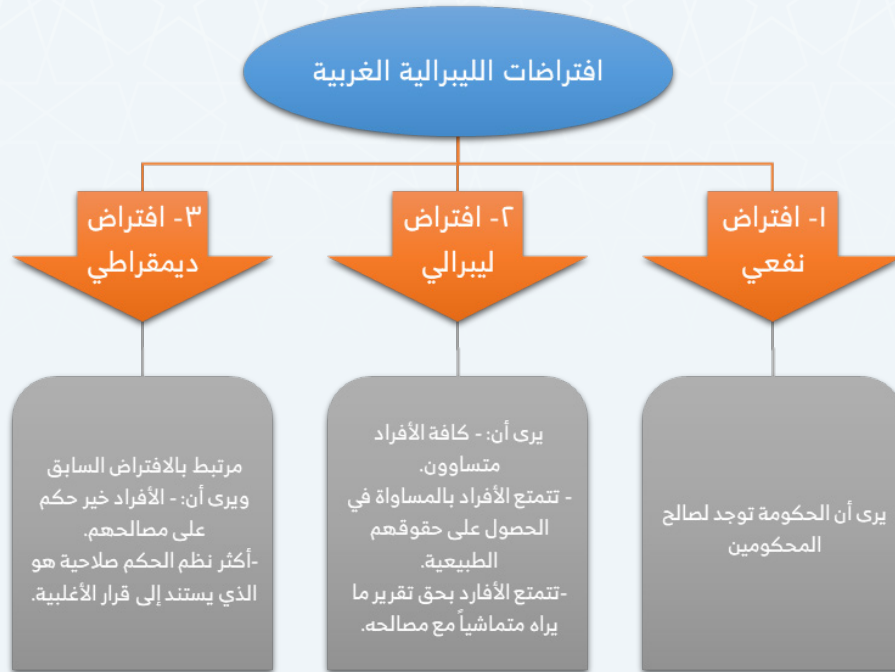 افتراضات الليبرالية الغربية
١- افتراض
نفعي
يرى أن الحكومة توجد لصالح
المحكومين
٢- افتراض
ليبرالي
يرى أن: - كافة الأفراد
متساوون.
- تتمتع الأفراد بالمساواة في
الحصول على حقوقهم
الطبيعية.
-تتمتع الأفارد بحق تقرير ما
يراه متماشياً مع مصالحه.
٣- افتراض
ديمقراطي
مرتبط بالافتراض السابق
ويرى أن: - الأفراد خير حكم
على مصالحهم.
-أكثر نظم الحكم صلاحية هو
الذي يستند إلى قرار الأغلبية.